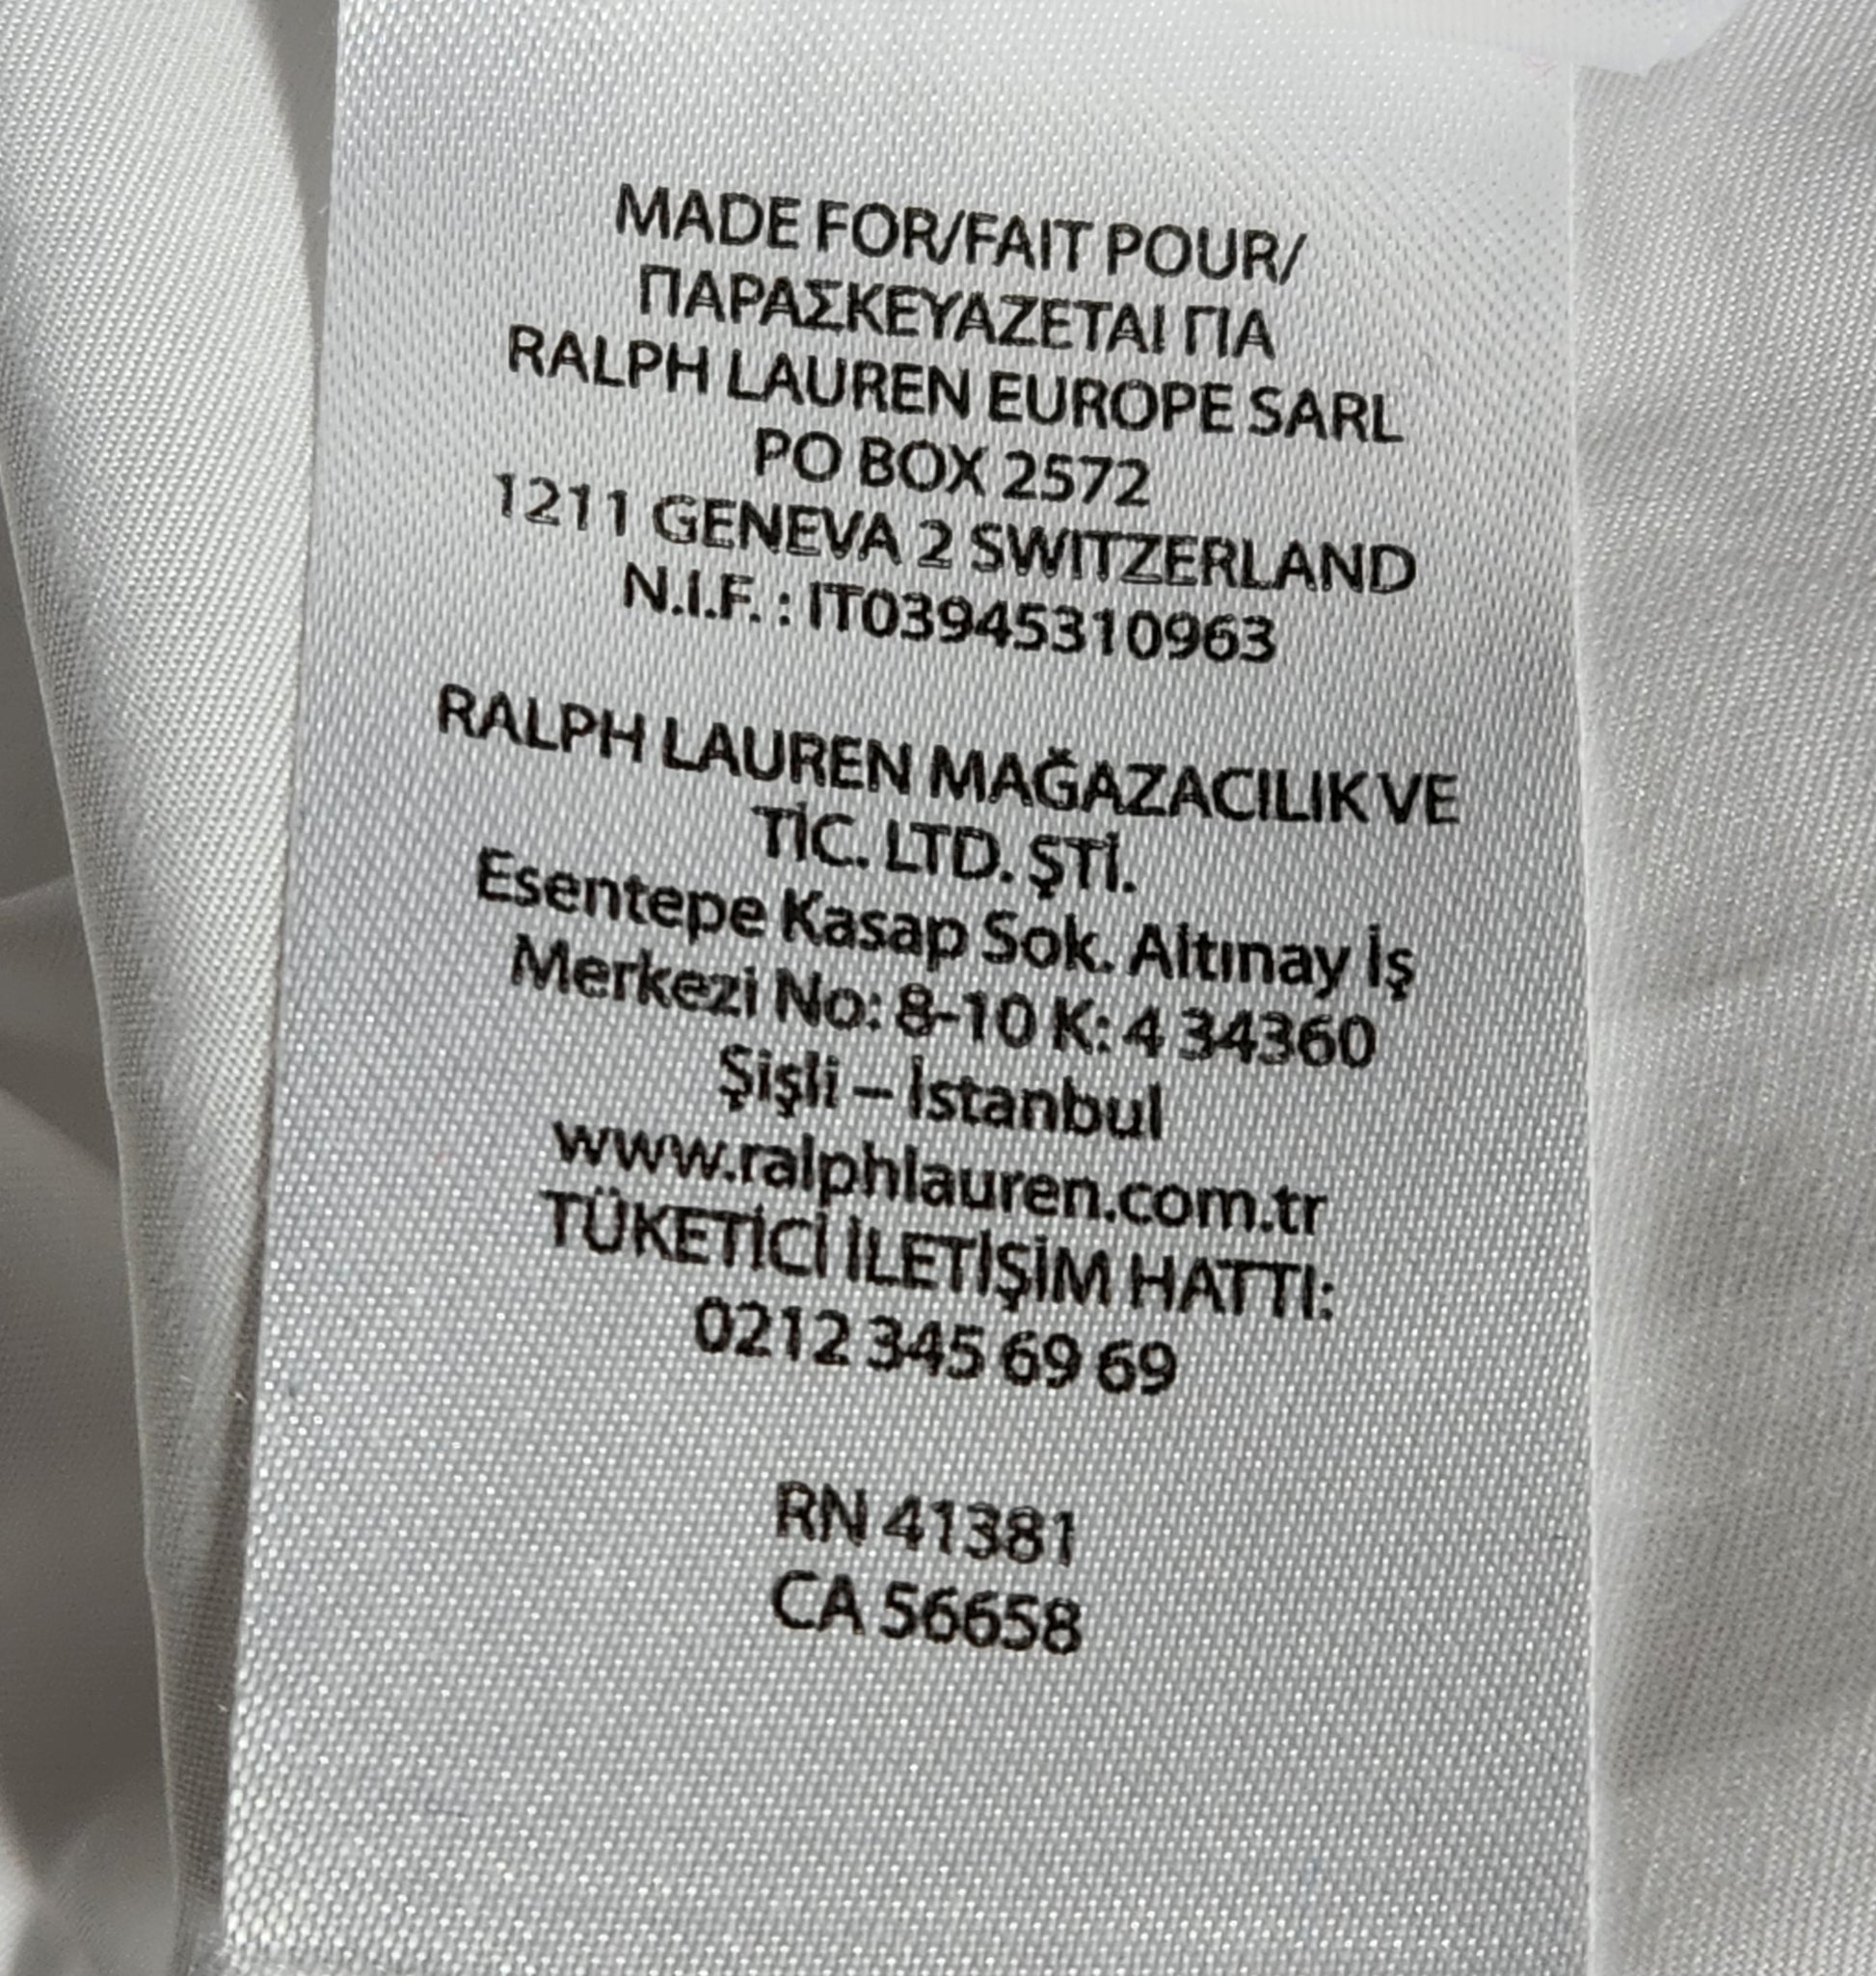 MADE FOR/FAIT POUR/
ΠΑΡΑΣΚΕΥΑΖΕΤΑΙ ΓΙΑ
RALPH LAUREN EUROPE SARL
PO BOX 2572
1211 GENEVA 2 SWITZERLAND
N.I.F. : IT03945310963
RALPH LAUREN MAĞAZACILIK VE
TİC. LTD. ŞTİ.
Esentepe Kasap Sok. Altınay İş
Merkezi No: 8-10 K: 4 34360
Şişli – İstanbul
www.ralphlauren.com.tr
TÜKETİCİ İLETİŞİM HATTI:
0212 345 69 69
RN 41381
CA 56658